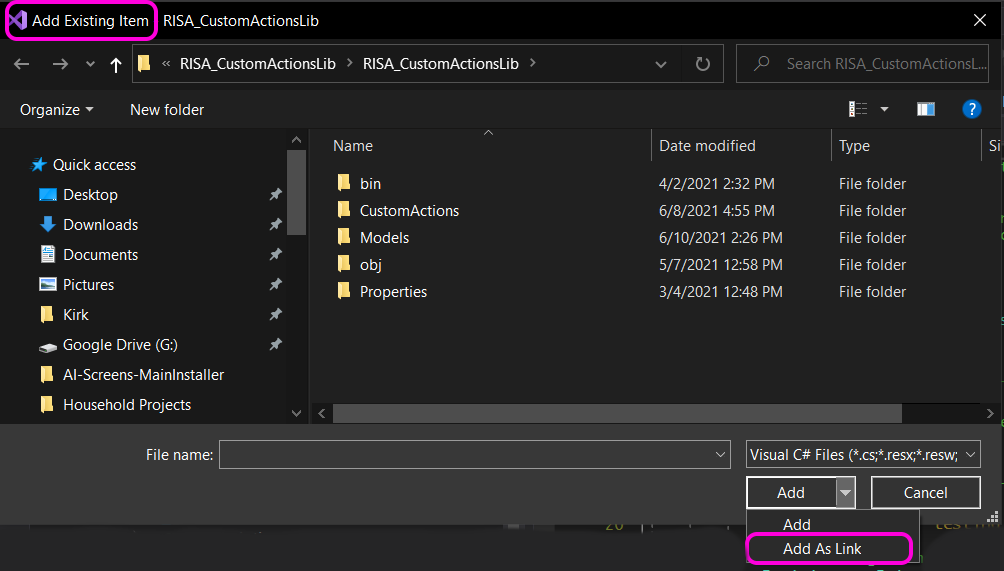 Add Existing Item RISA_CustomActionsLib
« RISA_CustomActionsLib > RISA_CustomActionsLib > Search RISA_CustomActionsL...
Organize New folder ?
Name Date modified Type Si
Quick access
Desktop
Downloads
Documents
Pictures
Kirk
Google Drive (G:)
AI-Screens-MainInstaller
Household Projects
bin 4/2/2021 2:32 PM File folder
CustomActions 6/8/2021 4:55 PM File folder
Models 6/10/2021 2:26 PM File folder
obj 5/7/2021 12:58 PM File folder
Properties 3/4/2021 12:48 PM File folder
File name: Visual C# Files (*.cs;*.resx;*.resw;
Add Cancel
Add
Add As Link